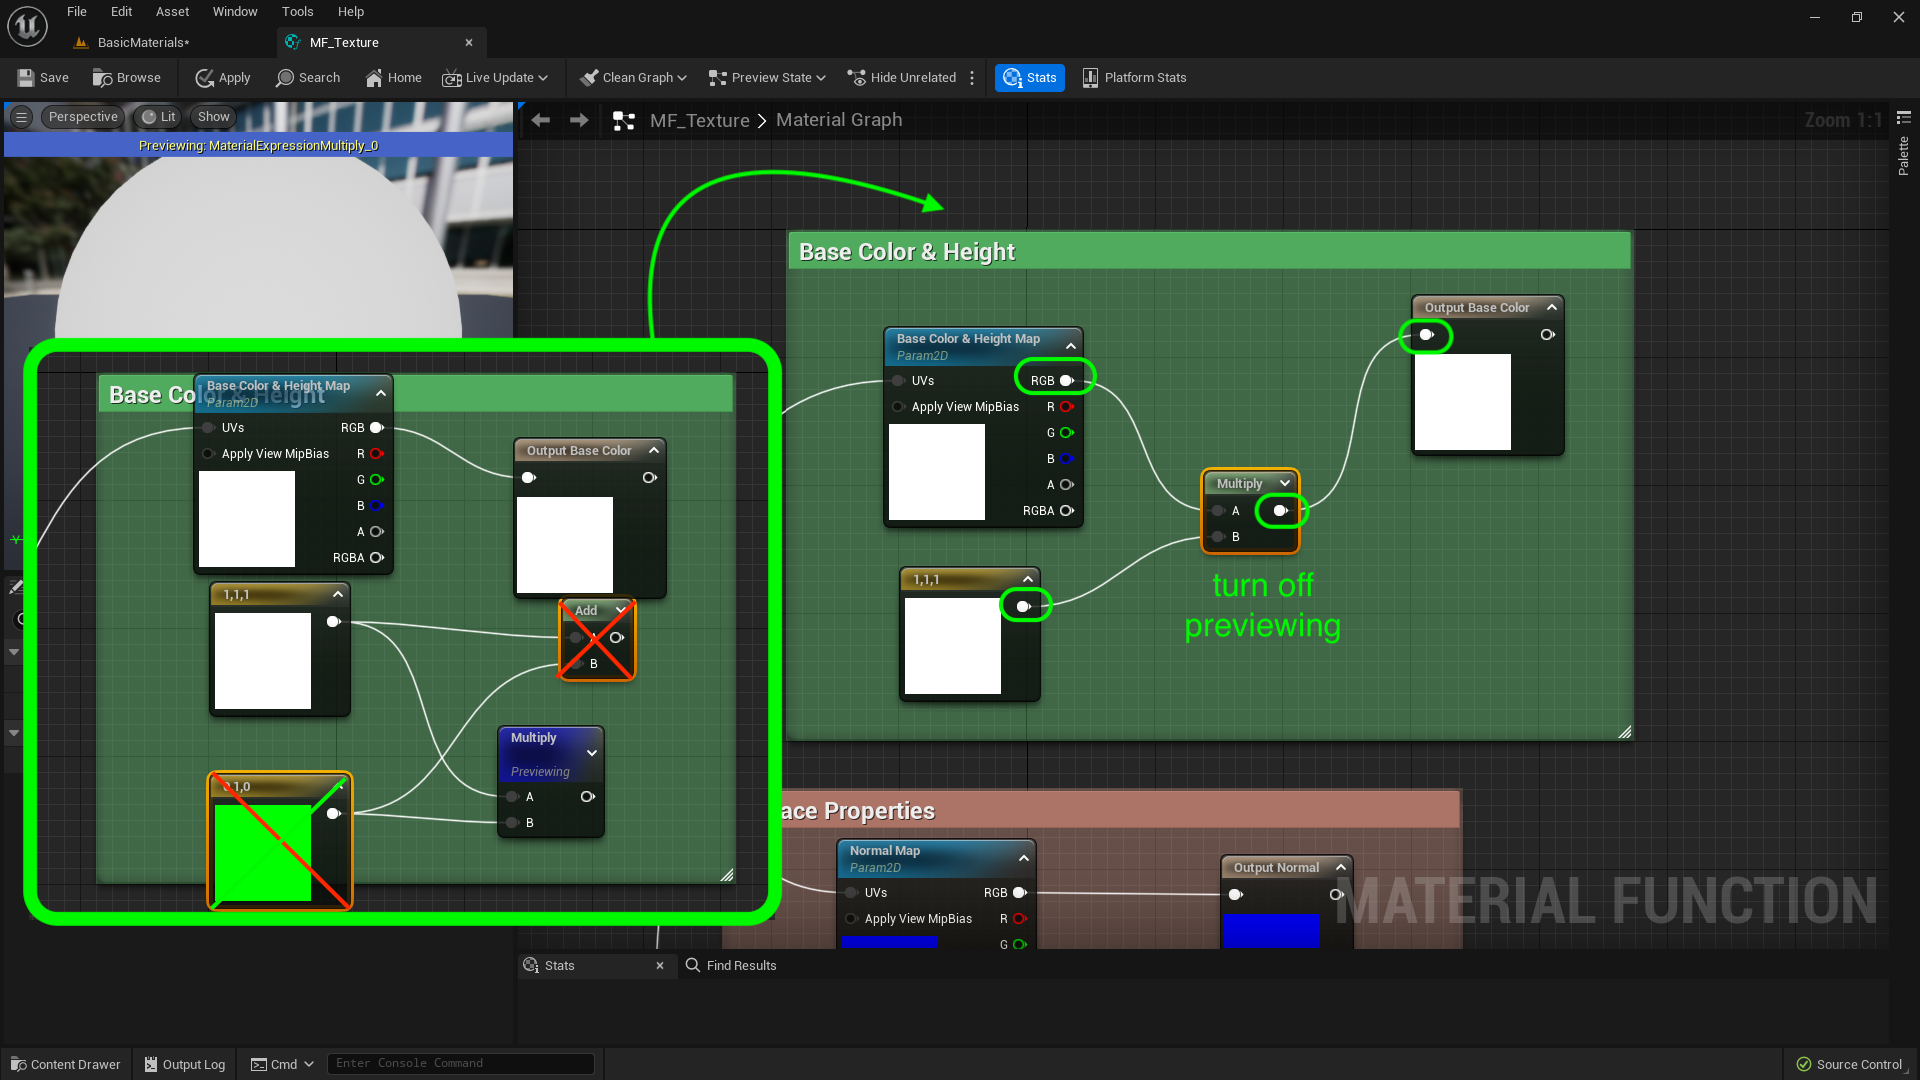 File Edit Asset Window Tools Help
BasicMaterials*
MF_Texture
Save Browse Apply Search Home Live Update Clean Graph Preview State Hide Unrelated Stats Platform Stats
Perspective Lit Show
Previewing: MaterialExpressionMultiply_0
MF_Texture > Material Graph
Zoom 1:1
Palette
Base Color & Height
Base Color & Height Map
Param2D
UVs RGB
Apply View MipBias R
G
B
A
RGBA
Output Base Color
Multiply
A
B
1,1,1
turn off
previewing
Base Color & Height
Base Color & Height Map
Param2D
UVs RGB
Apply View MipBias R
G
B
A
RGBA
Output Base Color
1,1,1
Add
B
Multiply
Previewing
A
B
,1,0
ace Properties
Normal Map
Param2D
UVs RGB
Apply View MipBias R
G
Output Normal
MATERIAL FUNCTION
Stats
Find Results
Content Drawer Output Log Cmd Enter Console Command Source Control